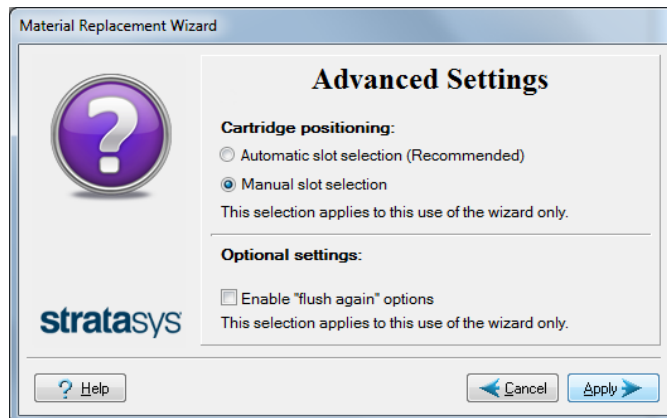 Material Replacement Wizard
Advanced Settings
Cartridge positioning:
Automatic slot selection (Recommended)
Manual slot selection
This selection applies to this use of the wizard only.
Optional settings:
Enable "flush again" options
This selection applies to this use of the wizard only.
stratasys
? Help
Cancel
Apply